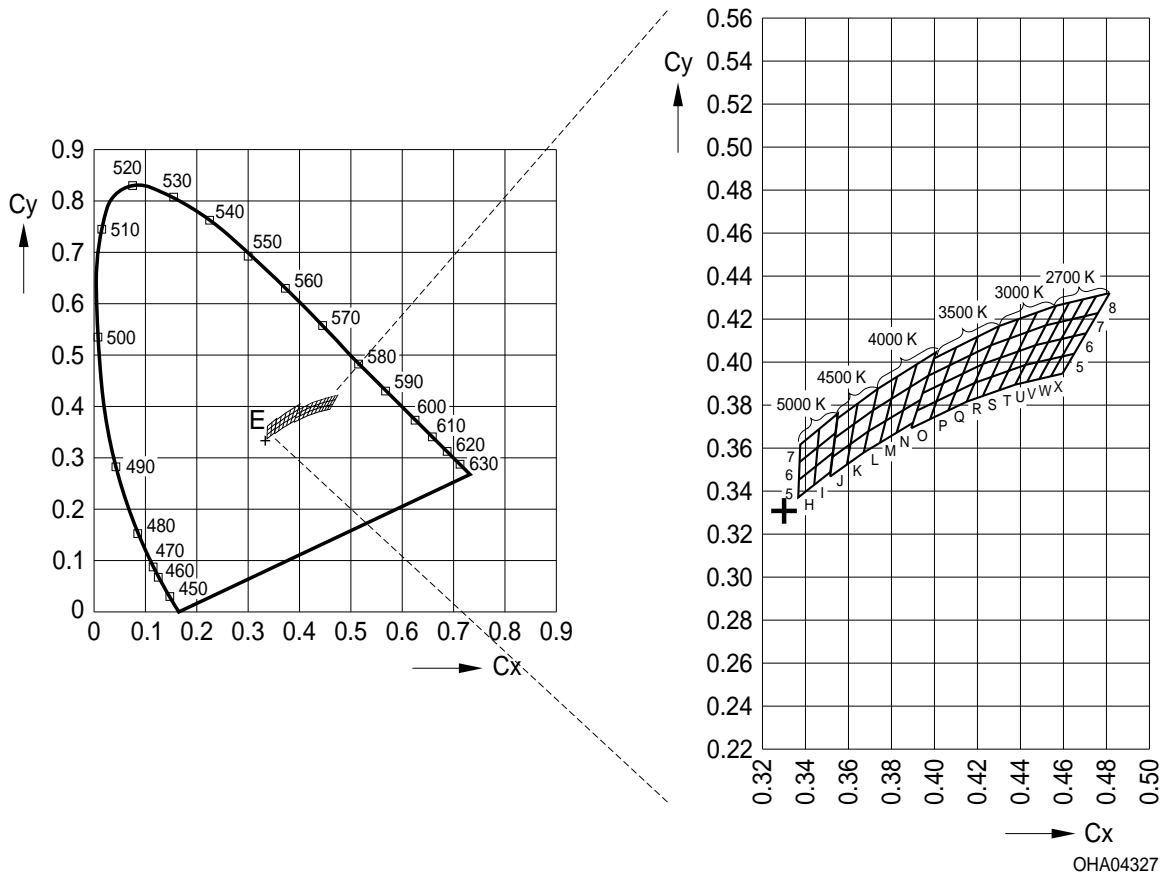 Cy
0.9
0.8
0.7
0.6
0.5
0.4
0.3
0.2
0.1
0
0
0.1
0.2
0.3
0.4
0.5
0.6
0.7
0.8
0.9
Cx
520
530
540
550
560
570
580
590
600
610
620
630
510
500
490
480
470
460
450
E
Cy
0.56
0.54
0.52
0.50
0.48
0.46
0.44
0.42
0.40
0.38
0.36
0.34
0.32
0.30
0.28
0.26
0.24
0.22
0.32
0.34
0.36
0.38
0.40
0.42
0.44
0.46
0.48
0.50
Cx
2700 K
3000 K
3500 K
4000 K
4500 K
5000 K
8
7
6
5
7
6
5
H
I
J
K
L
M
N
O
P
Q
R
S
T
U
V
W
X
OHA04327